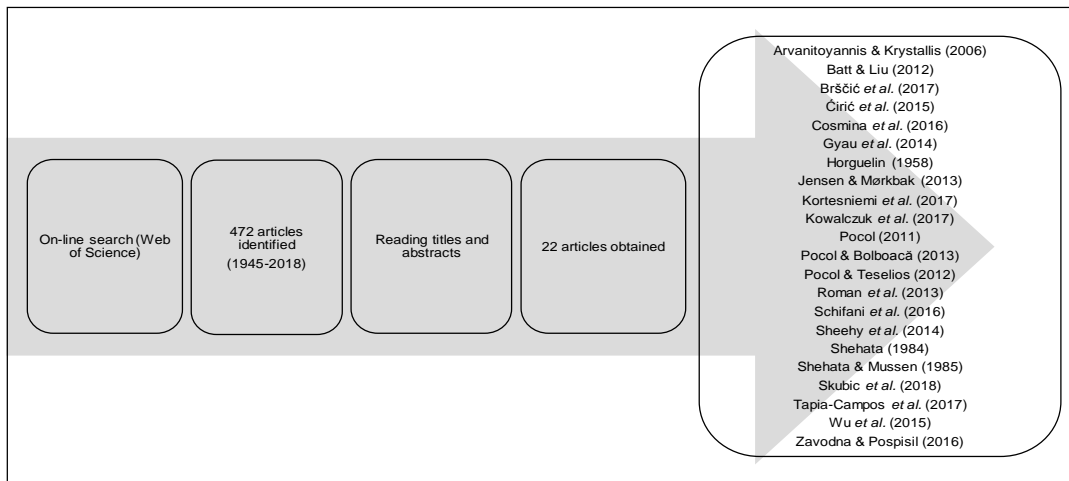 On-line search (Web
of Science)
472 articles
identified
(1945-2018)
Reading titles and
abstracts
22 articles obtained
Arvanitoyannis & Krystallis (2006)
Batt & Liu (2012)
Brščić et al. (2017)
Ćirić et al. (2015)
Cosmina et al. (2016)
Gyau et al. (2014)
Horguelin (1958)
Jensen & Mørkbak (2013)
Kortesniemi et al. (2017)
Kowalczuk et al. (2017)
Pocol (2011)
Pocol & Bolboacă (2013)
Pocol & Teselios (2012)
Roman et al. (2013)
Schifani et al. (2016)
Sheehy et al. (2014)
Shehata (1984)
Shehata & Mussen (1985)
Skubic et al. (2018)
Tapia-Campos et al. (2017)
Wu et al. (2015)
Zavodna & Pospisil (2016)